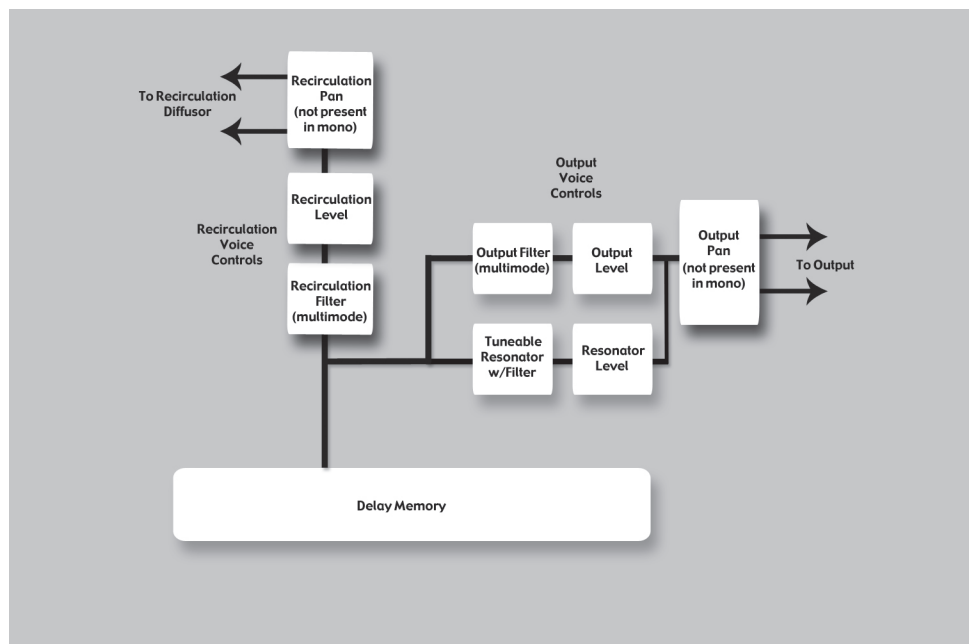 To Recirculation
Diffusor
Recirculation
Pan
(not present
in mono)
Recirculation
Level
Recirculation
Voice
Controls
Recirculation
Filter
(multimode)
Output
Voice
Controls
Output Filter
(multimode)
Output
Level
Output
Pan
(not present
in mono)
To Output
Tuneable
Resonator
w/Filter
Resonator
Level
Delay Memory